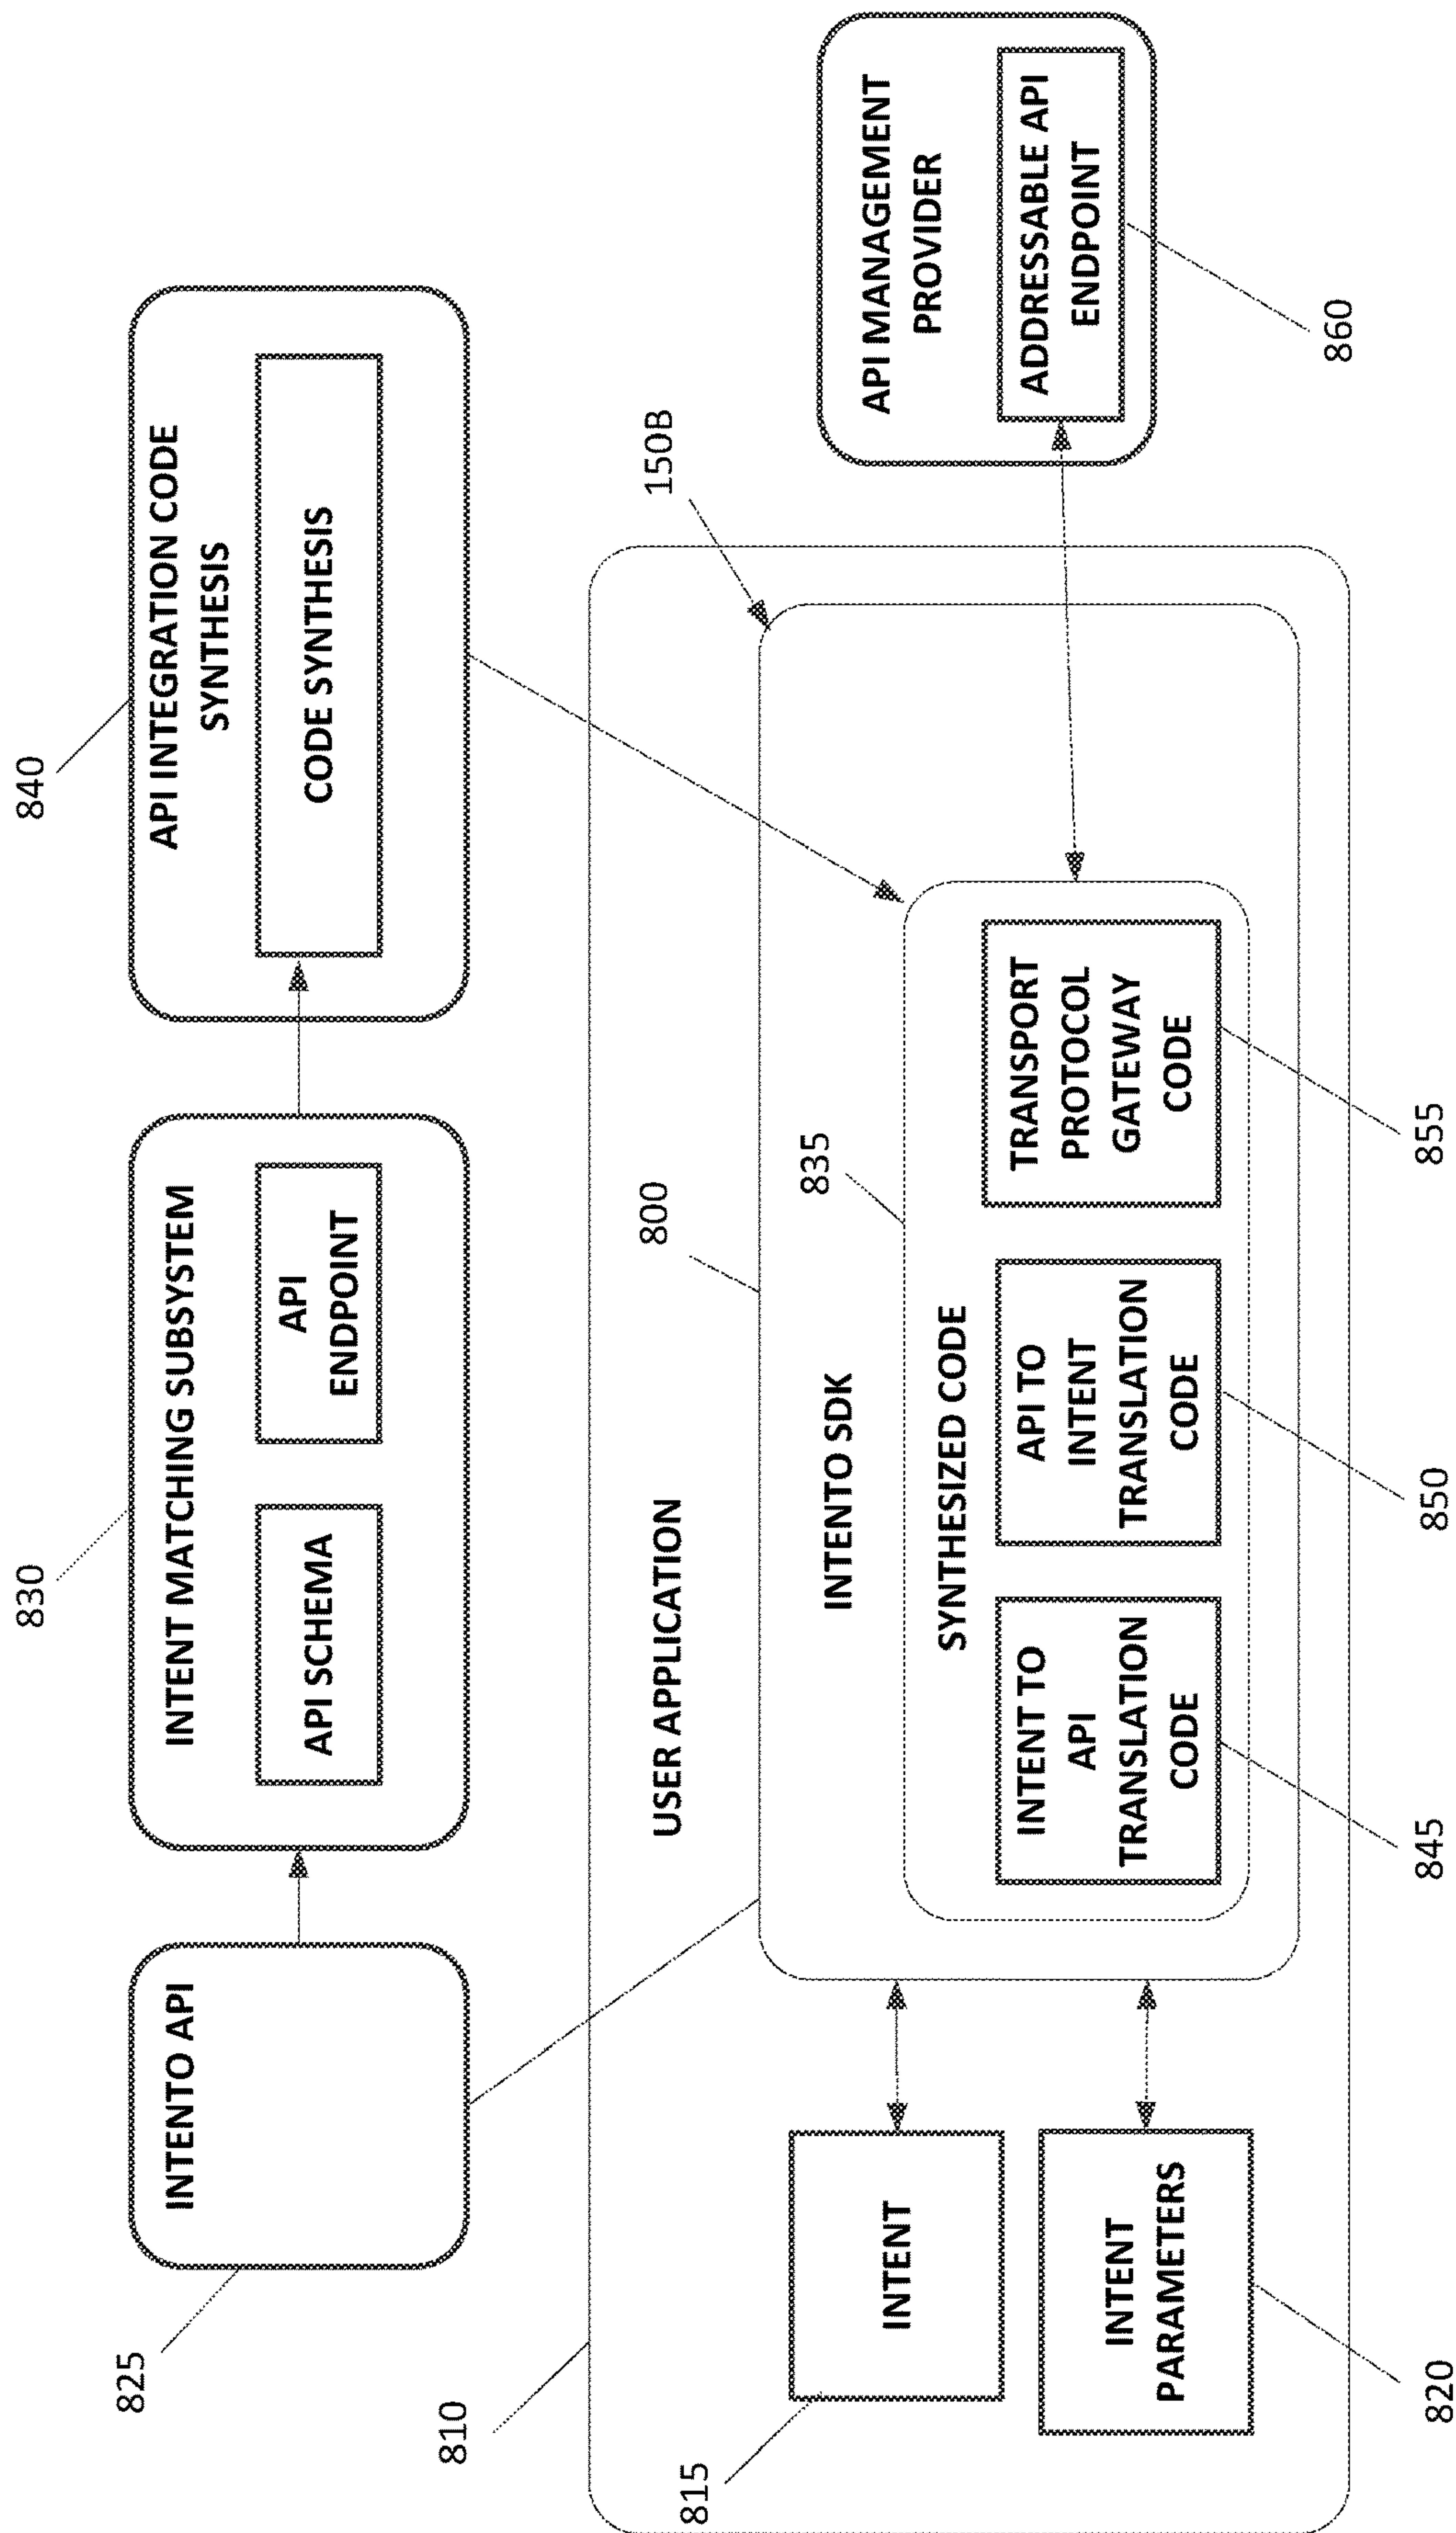 825
INTENTO API
830
INTENT MATCHING SUBSYSTEM
API SCHEMA
API
ENDPOINT
840
API INTEGRATION CODE
SYNTHESIS
CODE SYNTHESIS
810
USER APPLICATION
815
INTENT
INTENT
PARAMETERS
820
800
150B
INTENTO SDK
835
SYNTHESIZED CODE
INTENT TO
API
TRANSLATION
CODE
845
API TO
INTENT
TRANSLATION
CODE
850
TRANSPORT
PROTOCOL
GATEWAY
CODE
855
API MANAGEMENT
PROVIDER
ADDRESSABLE API
ENDPOINT
860